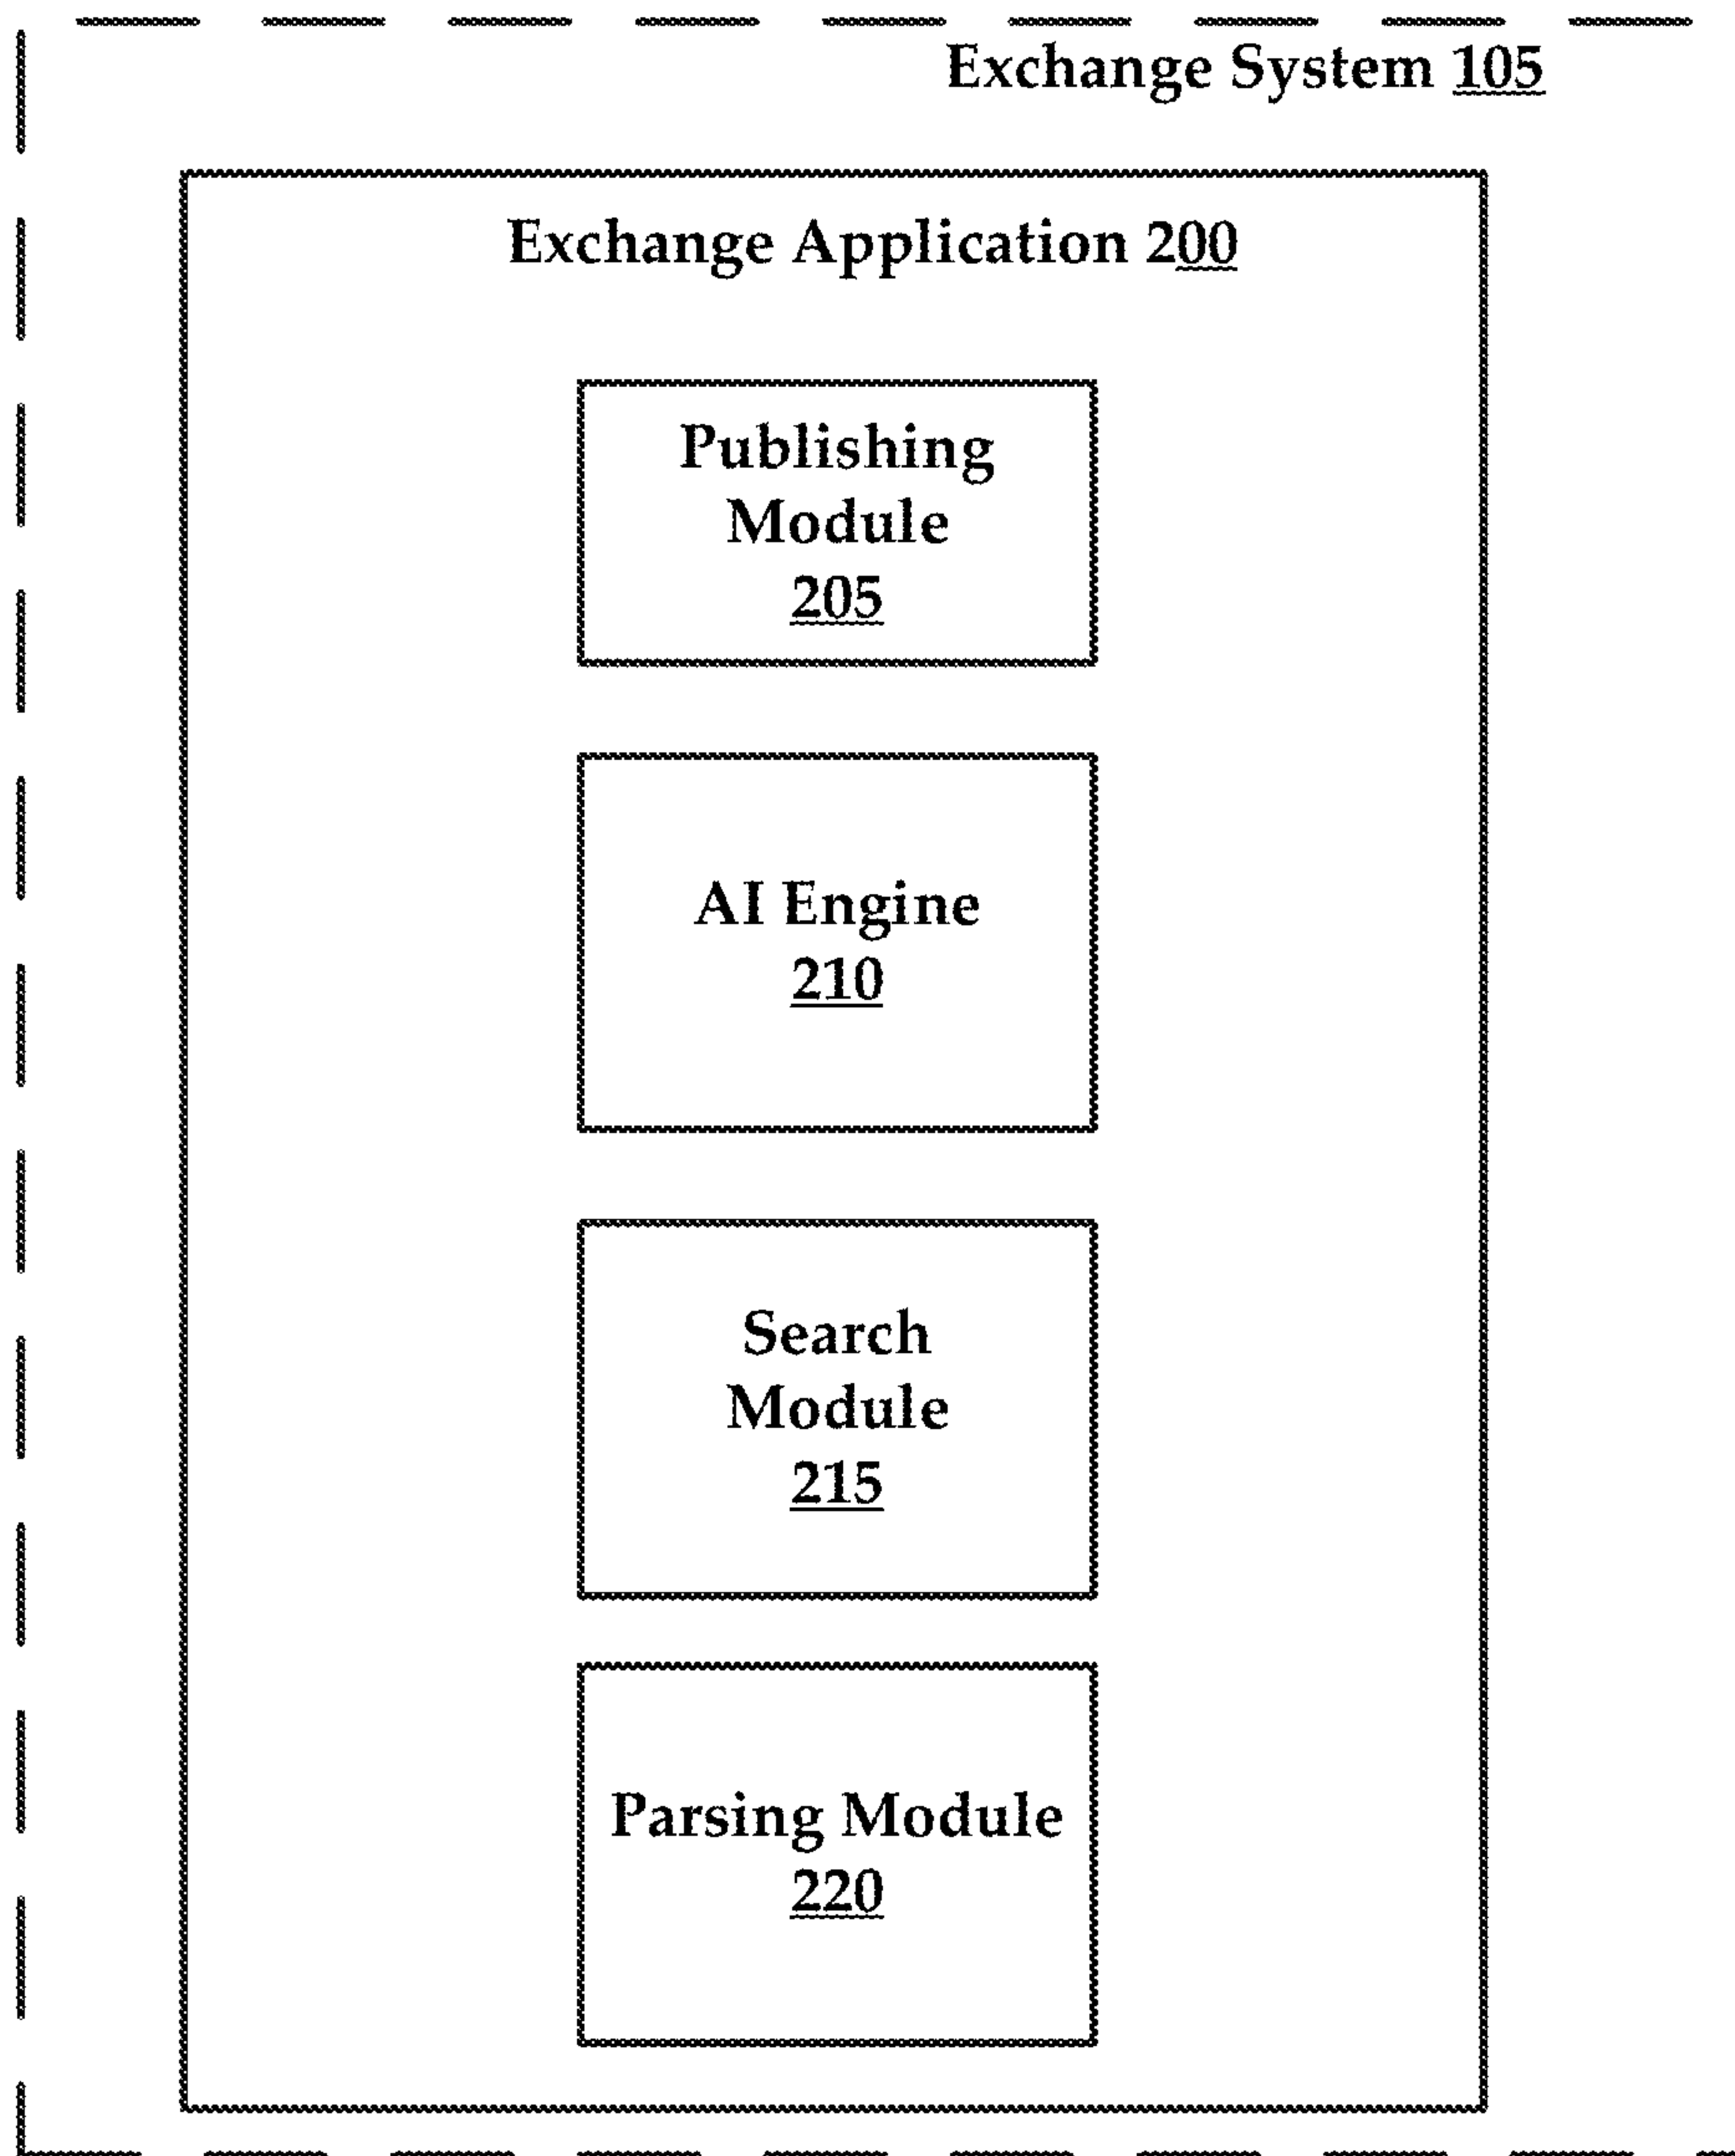 Exchange System 105
Exchange Application 200
Publishing
Module
205
AI Engine
210
Search
Module
215
Parsing Module
220